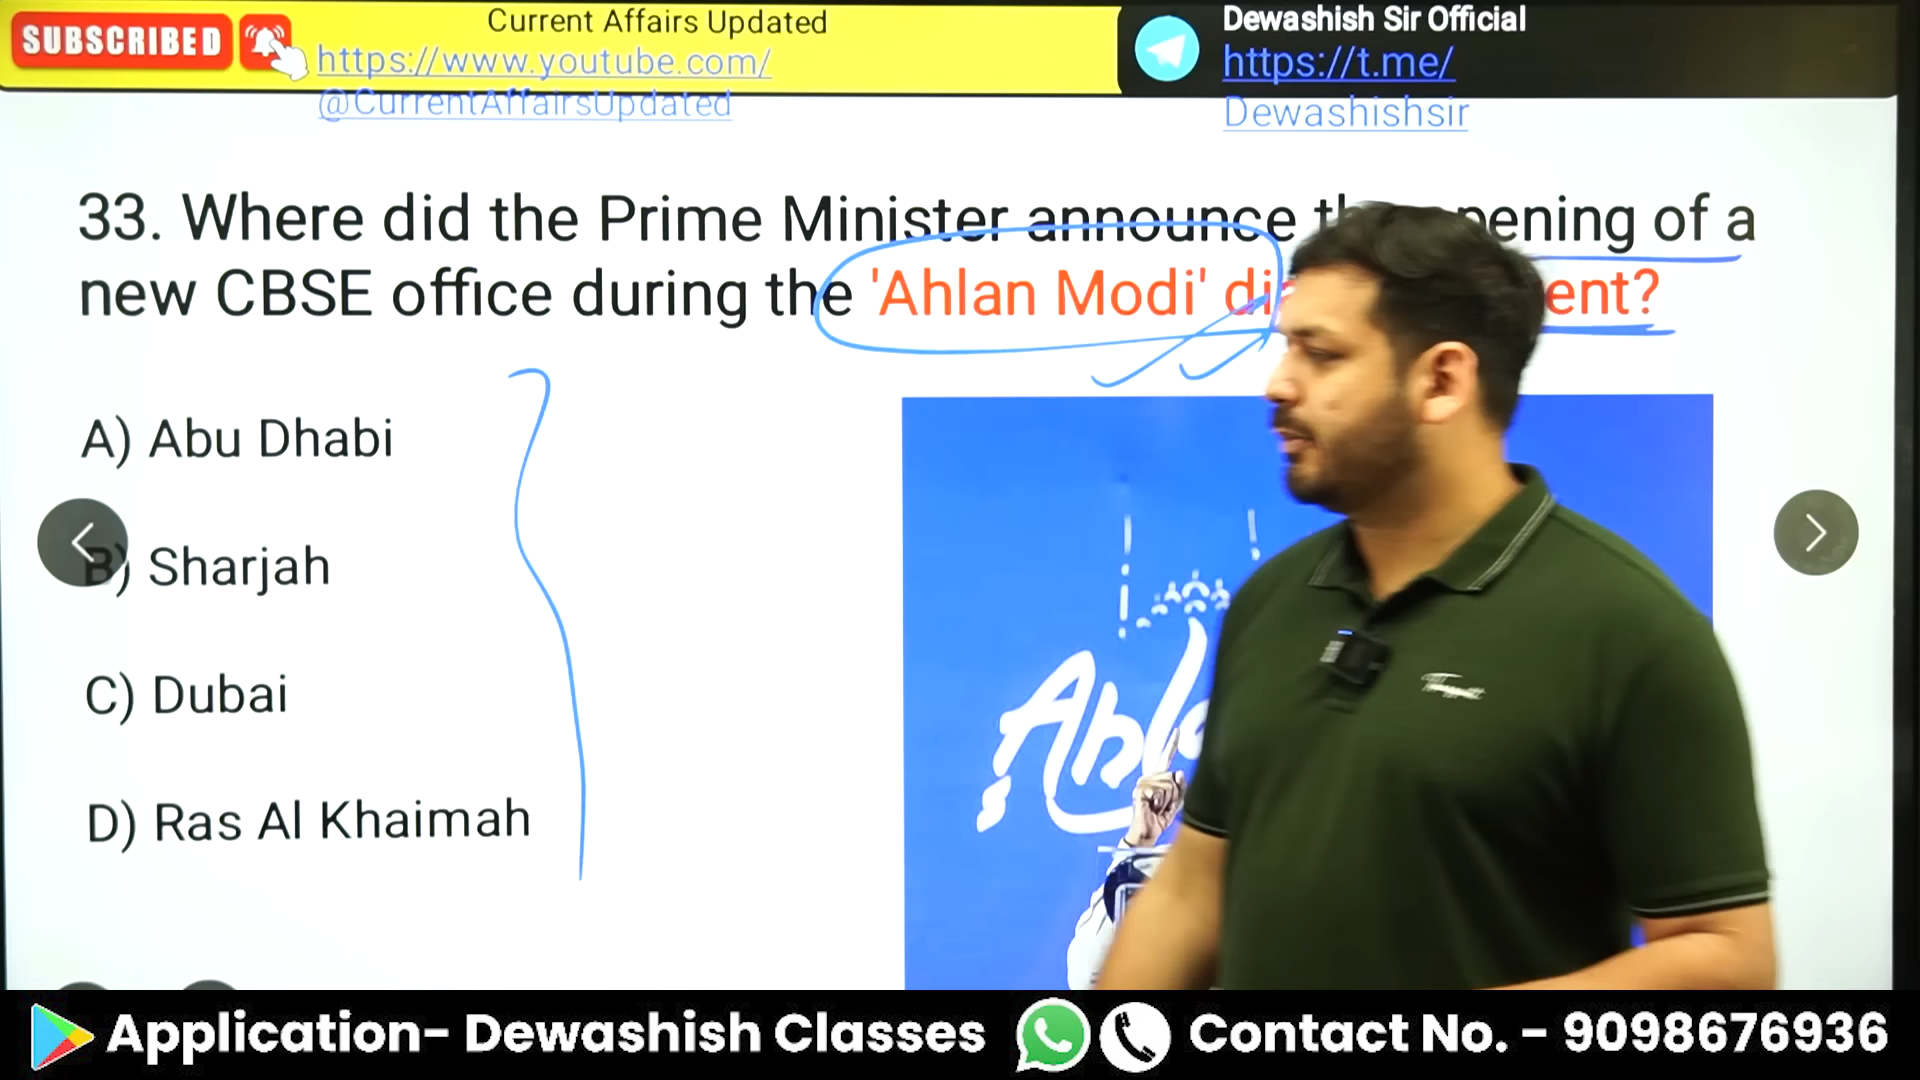 SUBSCRIBED
Current Affairs Updated
https://www.youtube.com/
@CurrentAffairsUpdated
Dewashish Sir Official
https://t.me/
Dewashishsir
33. Where did the Prime Minister announce of a
new CBSE office during the 'Ahlan Modi'
A) Abu Dhabi
B) Sharjah
C) Dubai
D) Ras Al Khaimah
Application- Dewashish Classes
Contact No. - 9098676936